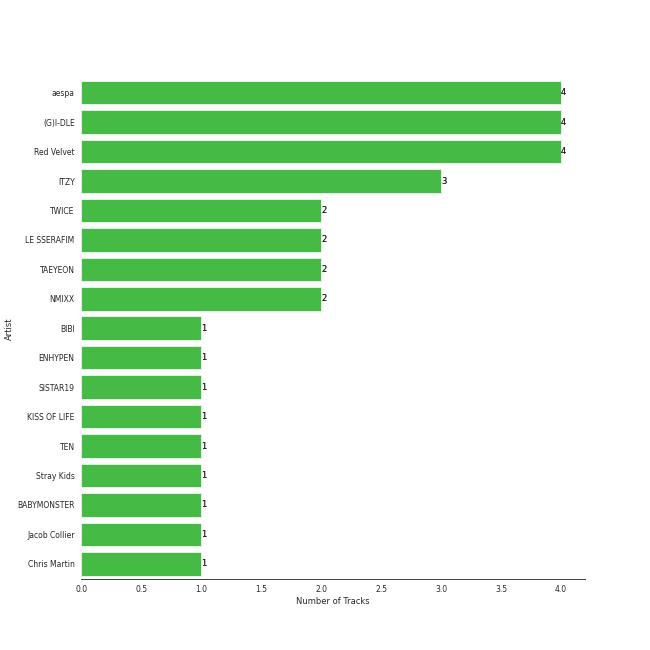 aespa 4
(G)I-DLE 4
Red Velvet 4
ITZY 3
TWICE 2
LE SSERAFIM 2
TAEYEON 2
NMIXX 2
BIBI 1
ENHYPEN 1
SISTAR19 1
KISS OF LIFE 1
TEN 1
Stray Kids 1
BABYMONSTER 1
Jacob Collier 1
Chris Martin 1
Artist
0.0 0.5 1.0 1.5 2.0 2.5 3.0 3.5 4.0
Number of Tracks